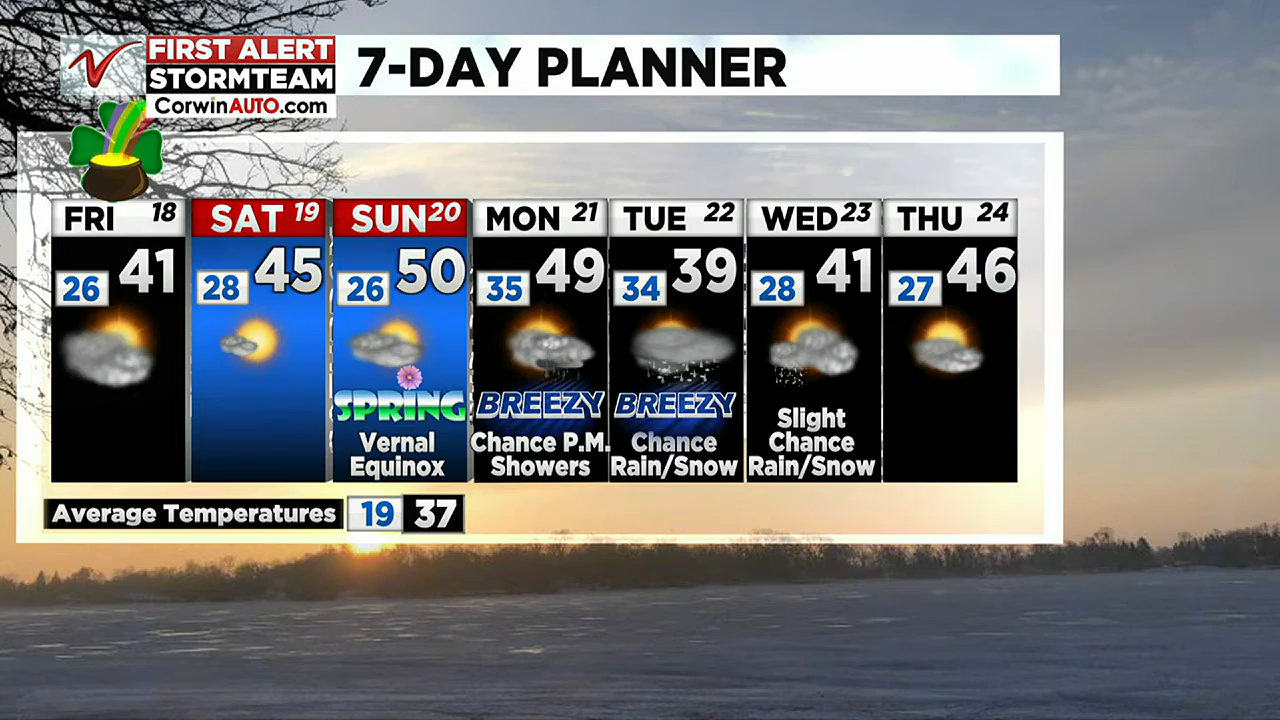 FIRST ALERT
STORMTEAM
CorwinAUTO.com
7-DAY PLANNER
FRI 18
SAT 19
SUN 20
MON 21
TUE 22
WED 23
THU 24
26 41
28 45
26 50
35 49
34 39
28 41
27 46
SPRING
Vernal
Equinox
BREEZY
Chance P.M.
Showers
BREEZY
Chance
Rain/Snow
Slight
Chance
Rain/Snow
Average Temperatures 19 37